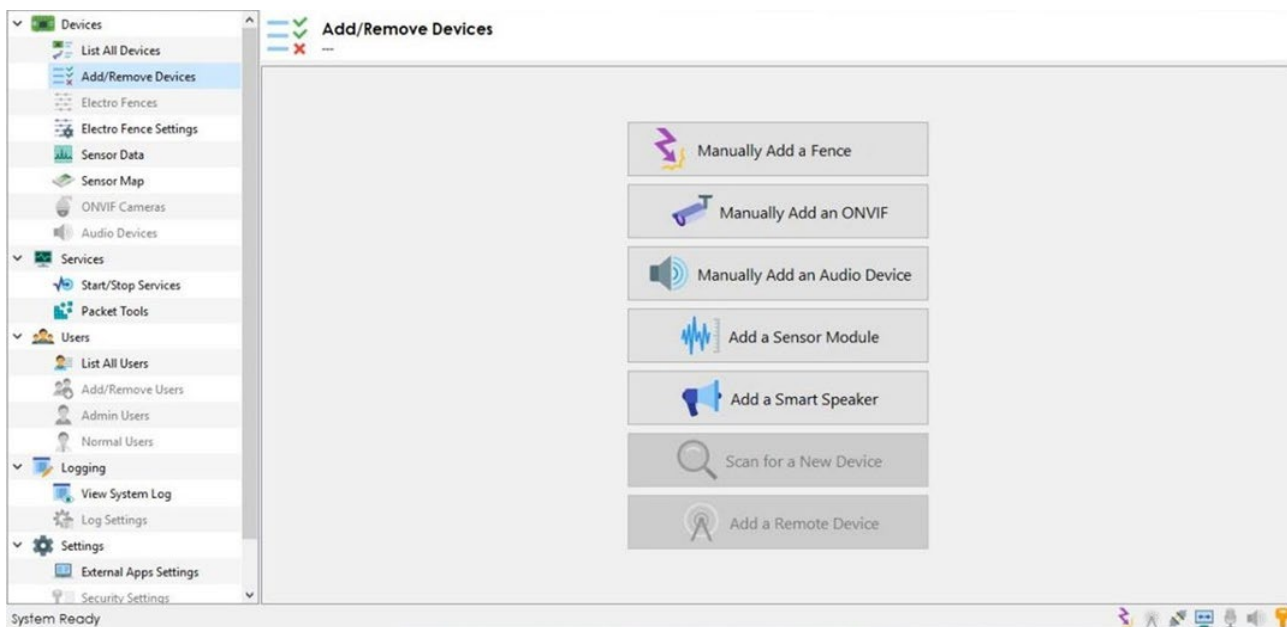 Devices
List All Devices
Add/Remove Devices
Electro Fences
Electro Fence Settings
Sensor Data
Sensor Map
ONVIF Cameras
Audio Devices
Services
Start/Stop Services
Packet Tools
Users
List All Users
Add/Remove Users
Admin Users
Normal Users
Logging
View System Log
Log Settings
Settings
External Apps Settings
Security Settings
Add/Remove Devices
---
Manually Add a Fence
Manually Add an ONVIF
Manually Add an Audio Device
Add a Sensor Module
Add a Smart Speaker
Scan for a New Device
Add a Remote Device
System Ready